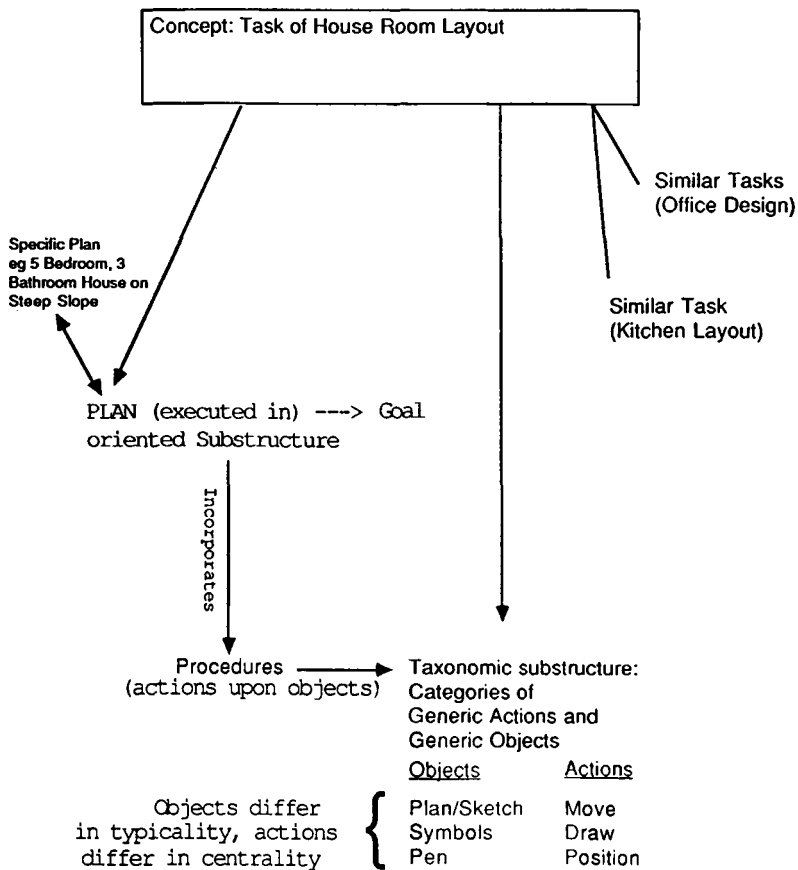 Concept: Task of House Room Layout
Similar Tasks
(Office Design)
Specific Plan
eg 5 Bedroom, 3
Bathroom House on
Steep Slope
Similar Task
(Kitchen Layout)
PLAN (executed in) ---> Goal
oriented Substructure
Incorporates
Procedures
(actions upon objects)
Taxonomic substructure:
Categories of
Generic Actions and
Generic Objects
Objects Actions
Objects differ
in typicality, actions
differ in centrality
{
Plan/Sketch Move
Symbols Draw
Pen Position